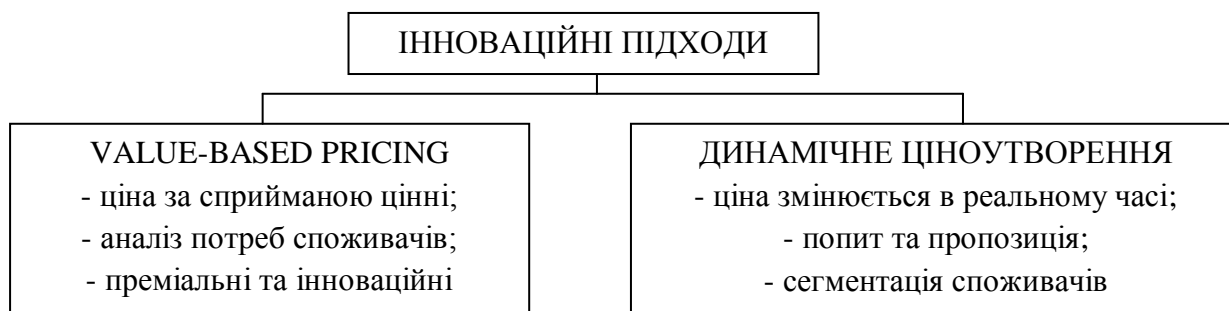 ІННОВАЦІЙНІ ПІДХОДИ
VALUE-BASED PRICING
- ціна за сприйманою цінні;
- аналіз потреб споживачів;
- преміальні та інноваційні
ДИНАМІЧНЕ ЦІНОУТВОРЕННЯ
- ціна змінюється в реальному часі;
- попит та пропозиція;
- сегментація споживачів